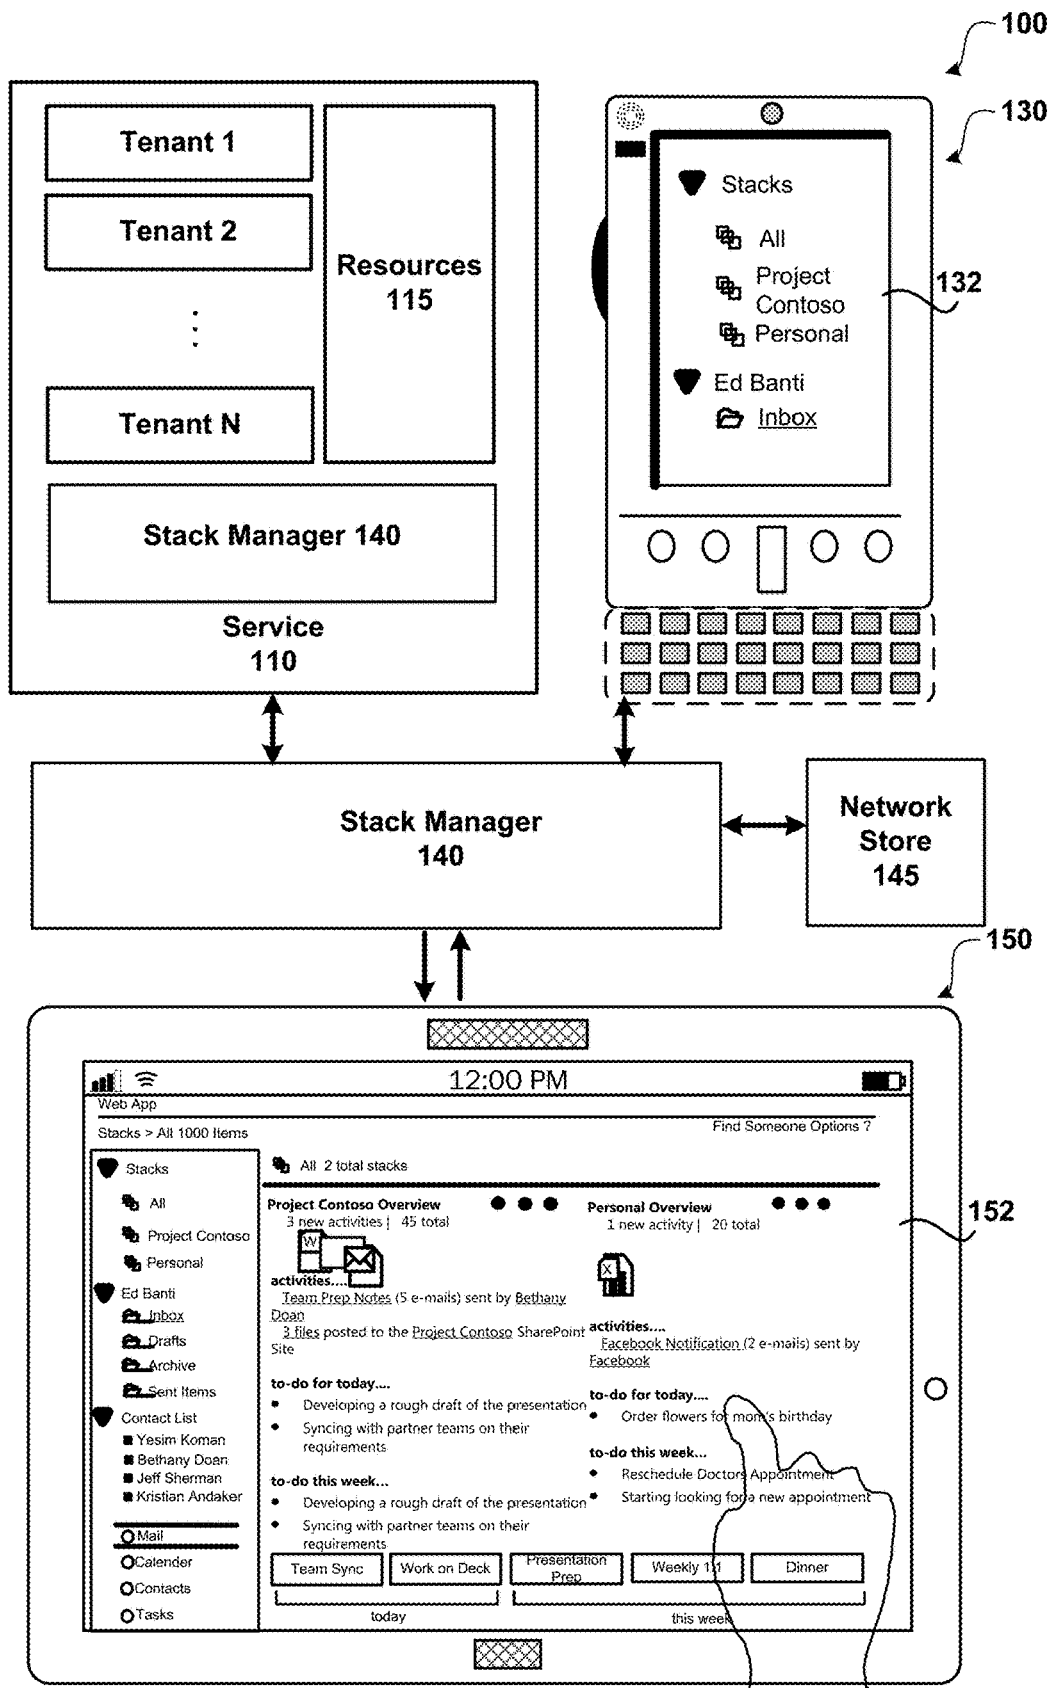 100
130
Tenant 1
Tenant 2
Tenant N
Resources
115
Stack Manager 140
Service
110
Stacks
All
Project
Contoso
Personal
Ed Banti
Inbox
132
Stack Manager
140
Network
Store
145
150
12:00 PM
Web App
Stacks > All 1000 Items
Find Someone Options ?
Stacks
All
Project Contoso
Personal
Ed Banti
Inbox
Drafts
Archive
Sent Items
Contact List
Yesim Koman
Bethany Doan
Jeff Sherman
Kristian Andaker
Mail
Calender
Contacts
Tasks
All 2 total stacks
Project Contoso Overview
3 new activities | 45 total
W
activities....
Team Prep Notes (5 e-mails) sent by Bethany
Doan
3 files posted to the Project Contoso SharePoint
Site
to-do for today....
• Developing a rough draft of the presentation
• Syncing with partner teams on their
requirements
to-do this week...
• Developing a rough draft of the presentation
• Syncing with partner teams on their
requirements
Personal Overview
1 new activity | 20 total
X
activities....
Facebook Notification (2 e-mails) sent by
Facebook
to-do for today....
• Order flowers for mom's birthday
to-do this week...
• Reschedule Doctors Appointment
• Starting looking for a new appointment
Team Sync
Work on Deck
Presentation
Prep
Weekly 1:1
Dinner
today
this week
152